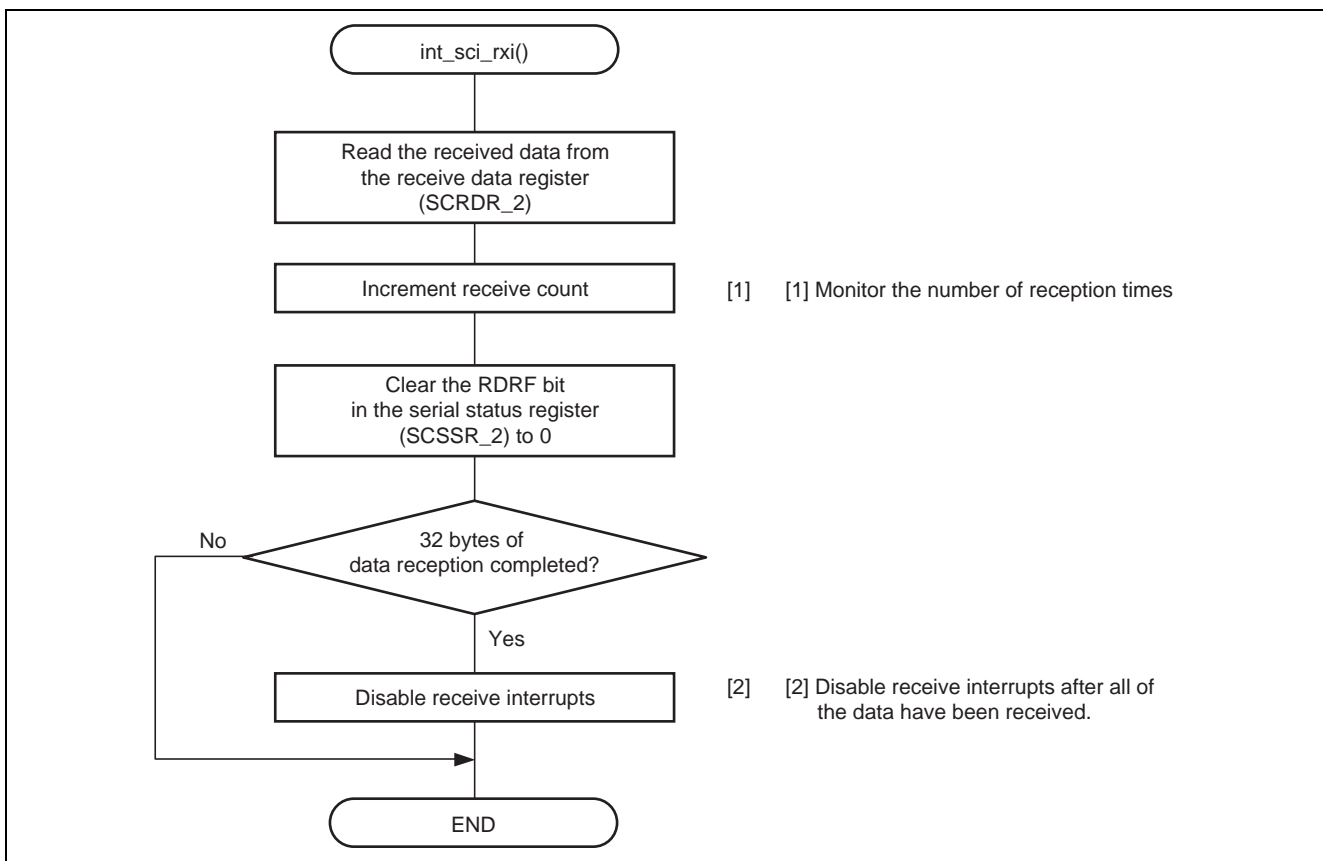 int_sci_rxi()
Read the received data from
the receive data register
(SCRDR_2)
Increment receive count
[1] [1] Monitor the number of reception times
Clear the RDRF bit
in the serial status register
(SCSSR_2) to 0
32 bytes of
data reception completed?
No
Yes
Disable receive interrupts
[2] [2] Disable receive interrupts after all of
the data have been received.
END